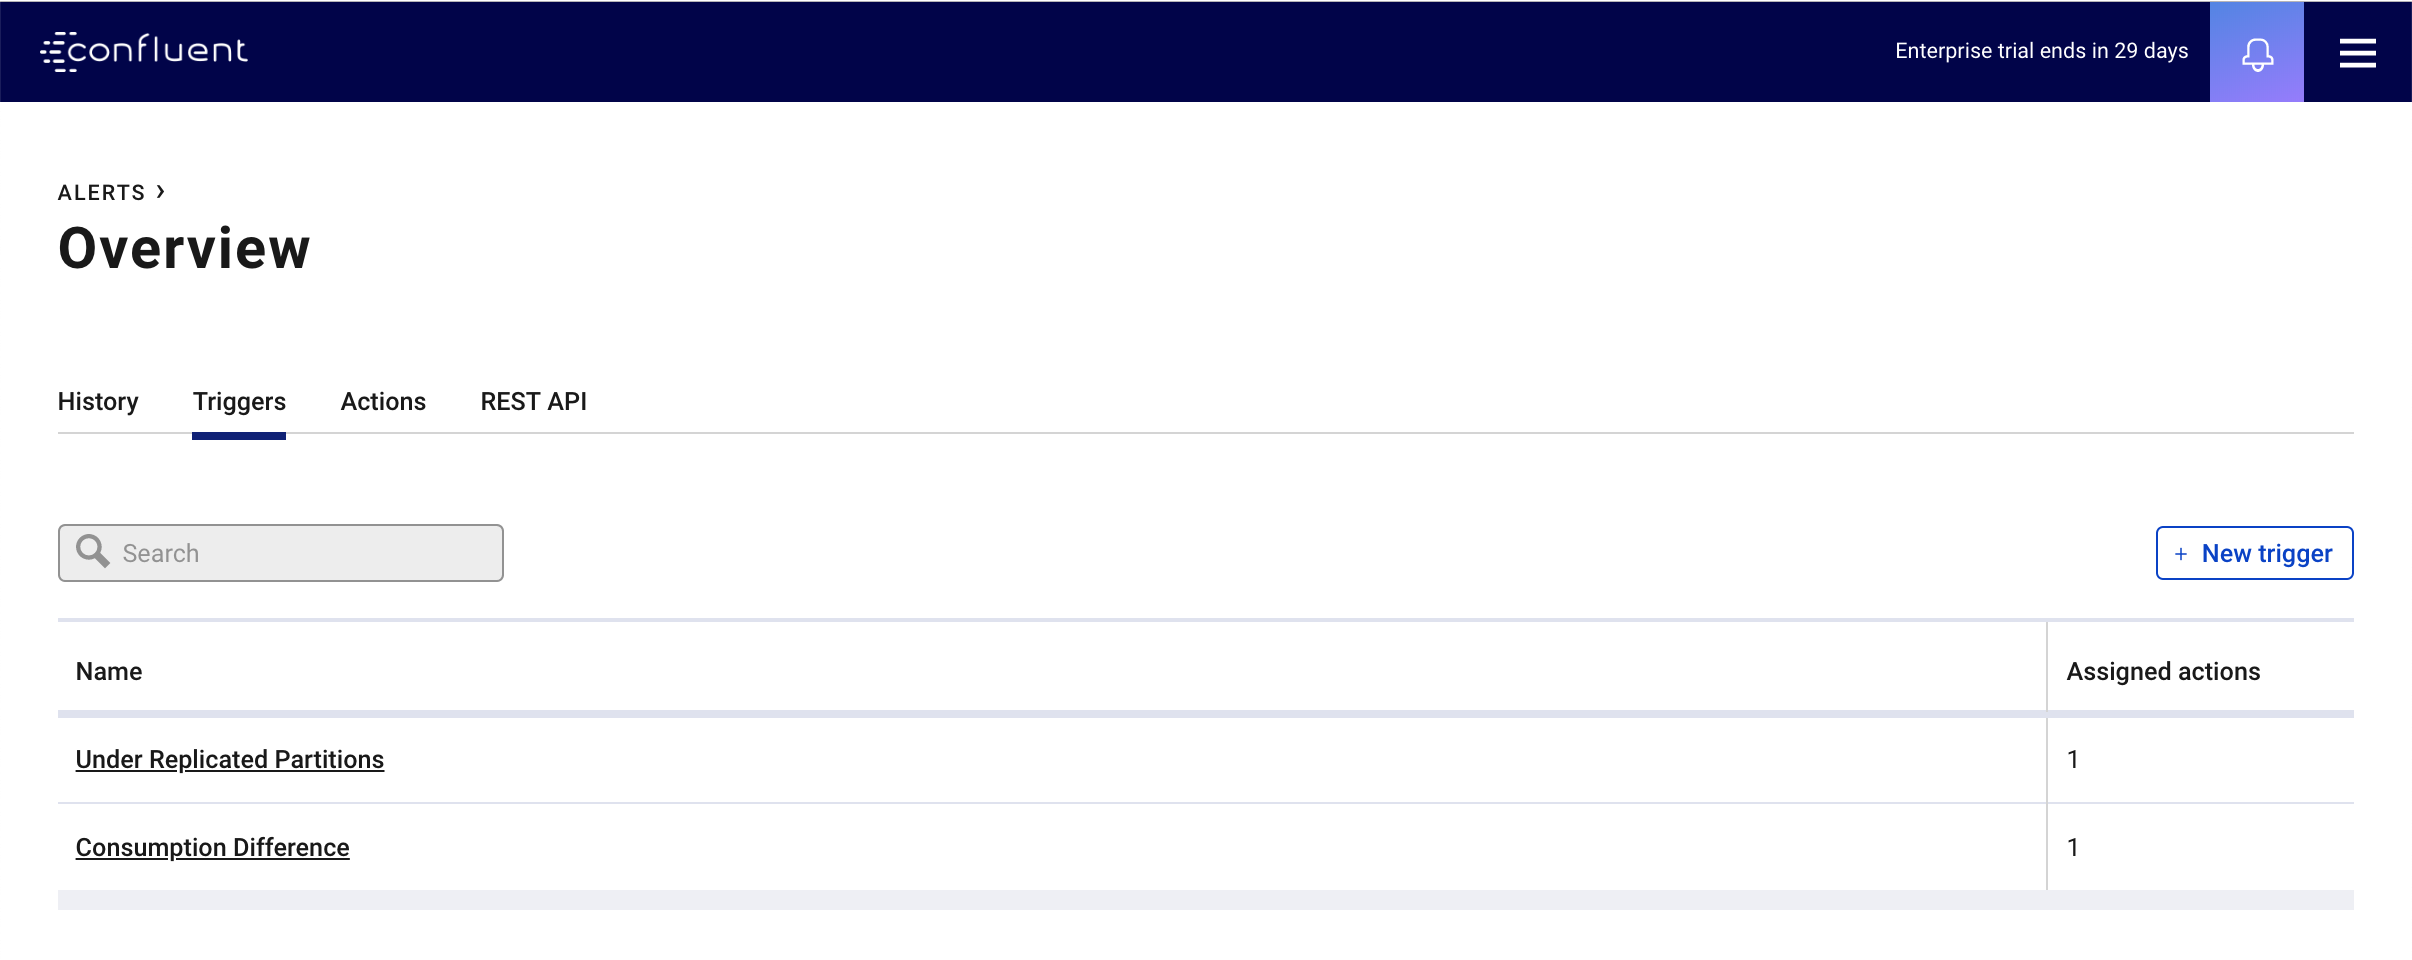 confluent
Enterprise trial ends in 29 days
ALERTS ›
Overview
History Triggers Actions REST API
Search
+ New trigger
Name Assigned actions
Under Replicated Partitions 1
Consumption Difference 1